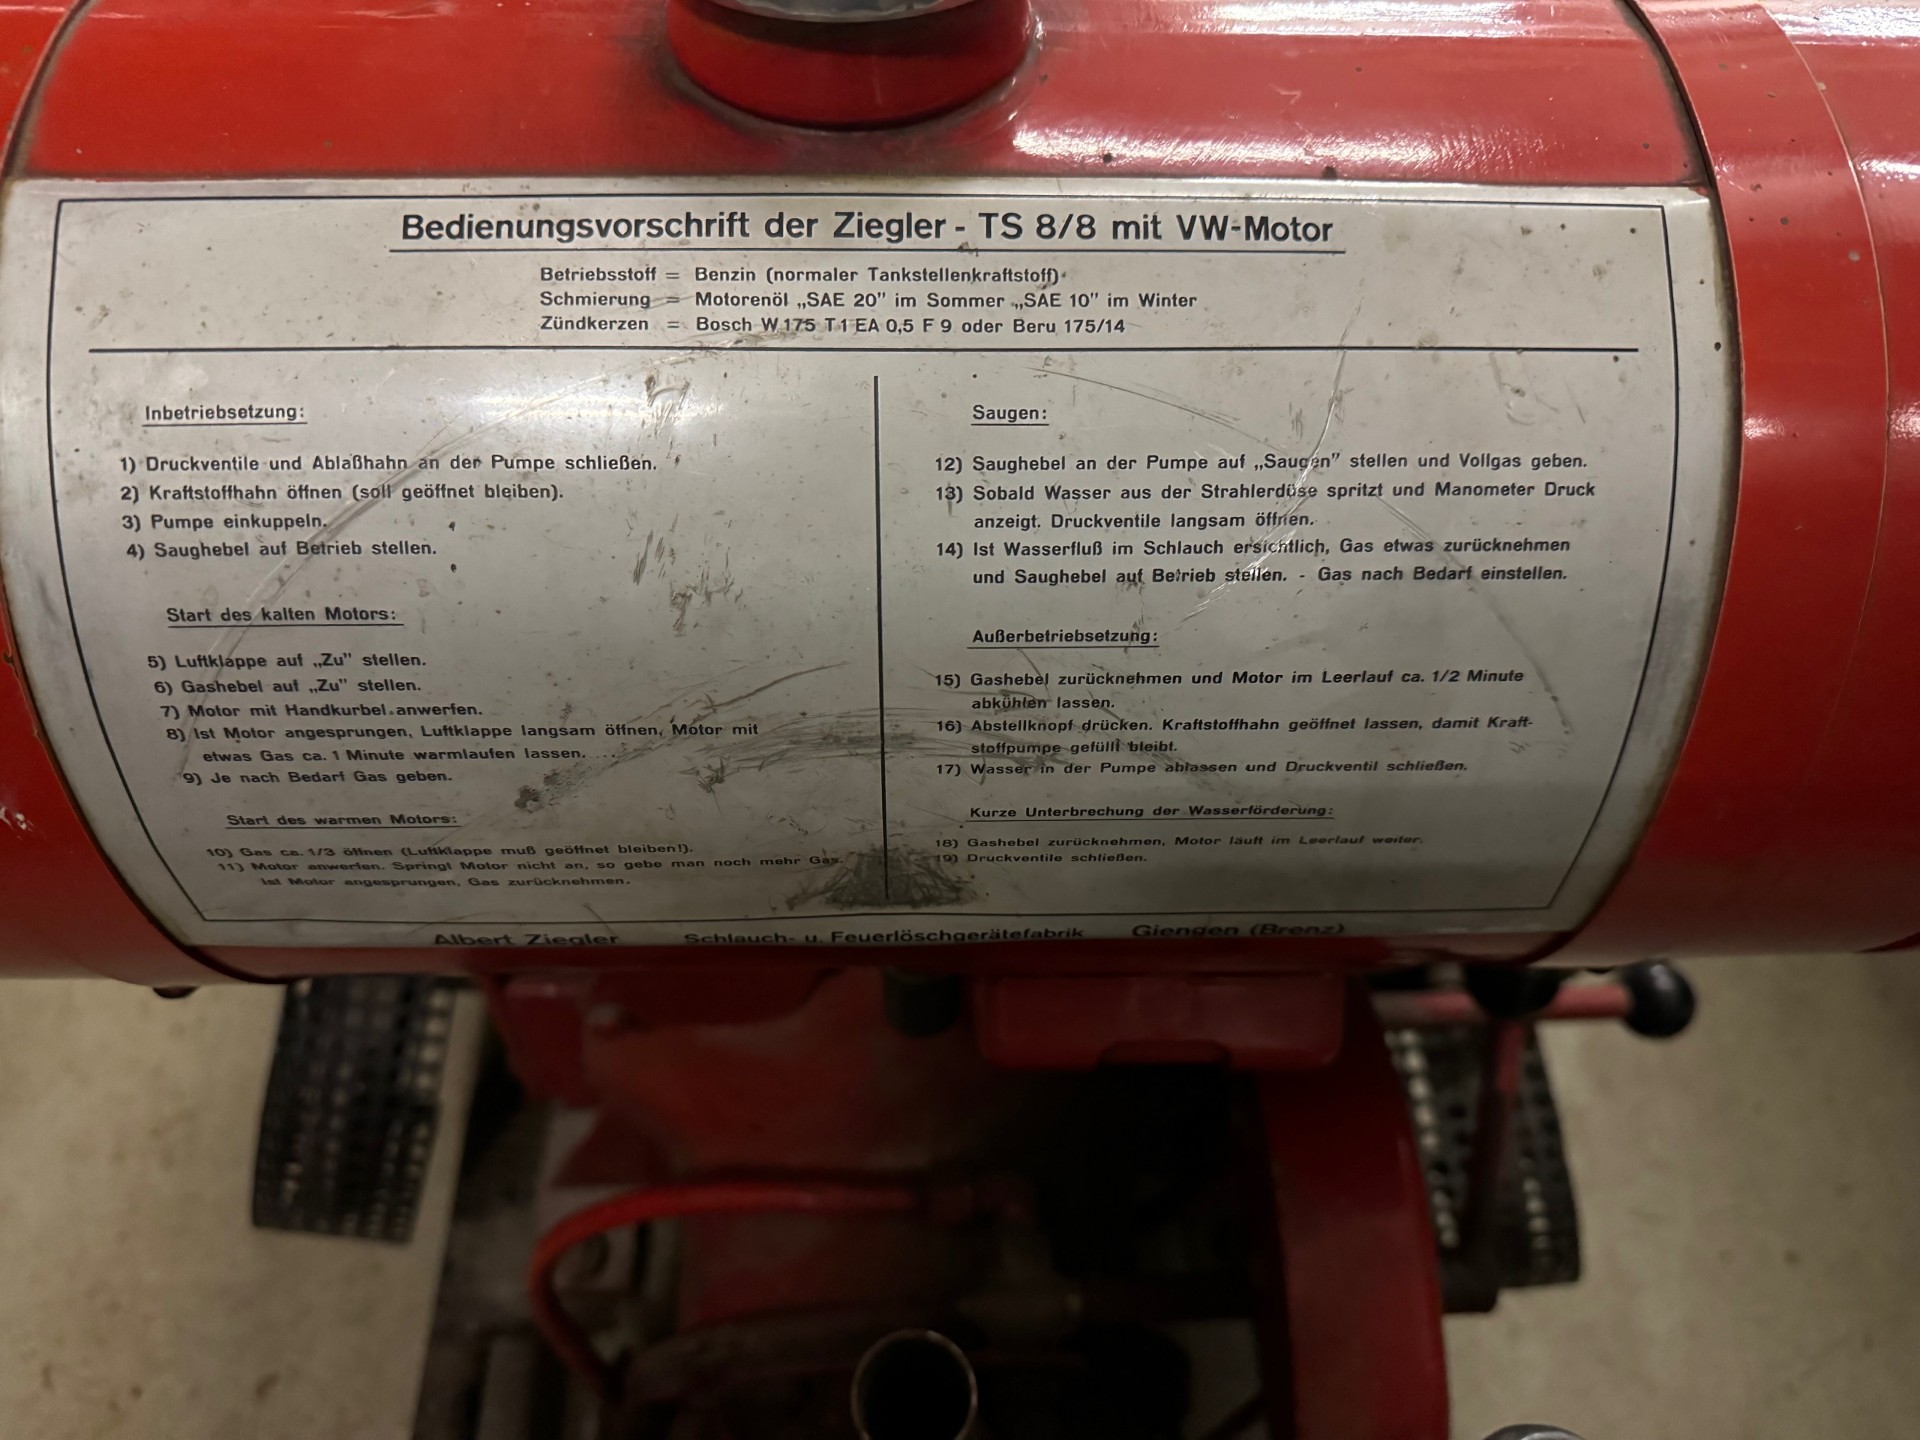 Bedienungsvorschrift der Ziegler - TS 8/8 mit VW-Motor
Betriebsstoff = Benzin (normaler Tankstellenkraftstoff)
Schmierung = Motorenöl „SAE 20" im Sommer „SAE 10" im Winter
Zündkerzen = Bosch W 175 T 1 EA 0,5 F 9 oder Beru 175/14
Inbetriebsetzung:
1) Druckventile und Ablaßhahn an der Pumpe schließen.
2) Kraftstoffhahn öffnen (soll geöffnet bleiben).
3) Pumpe einkuppeln.
4) Saughebel auf Betrieb stellen.
Start des kalten Motors:
5) Luftklappe auf „Zu" stellen.
6) Gashebel auf „Zu" stellen.
7) Motor mit Handkurbel anwerfen.
8) Ist Motor angesprungen, Luftklappe langsam öffnen, Motor mit
etwas Gas ca. 1 Minute warmlaufen lassen.
9) Je nach Bedarf Gas geben.
Start des warmen Motors:
10) Gas ca. 1/3 öffnen (Luftklappe muß geöffnet bleiben!).
11) Motor anwerfen. Springt Motor nicht an, so gebe man noch mehr Gas.
Ist Motor angesprungen, Gas zurücknehmen.
Saugen:
12) Saughebel an der Pumpe auf „Saugen" stellen und Vollgas geben.
13) Sobald Wasser aus der Strahlerdüse spritzt und Manometer Druck
anzeigt. Druckventile langsam öffnen.
14) Ist Wasserfluß im Schlauch ersichtlich, Gas etwas zurücknehmen
und Saughebel auf Betrieb stellen. - Gas nach Bedarf einstellen.
Außerbetriebsetzung:
15) Gashebel zurücknehmen und Motor im Leerlauf ca. 1/2 Minute
abkühlen lassen.
16) Abstellknopf drücken. Kraftstoffhahn geöffnet lassen, damit Kraft-
stoffpumpe gefüllt bleibt.
17) Wasser in der Pumpe ablassen und Druckventil schließen.
Kurze Unterbrechung der Wasserförderung:
18) Gashebel zurücknehmen, Motor läuft im Leerlauf weiter.
19) Druckventile schließen.
Albert Ziegler Schlauch- u. Feuerlöschgerätefabrik Giengen (Brenz)